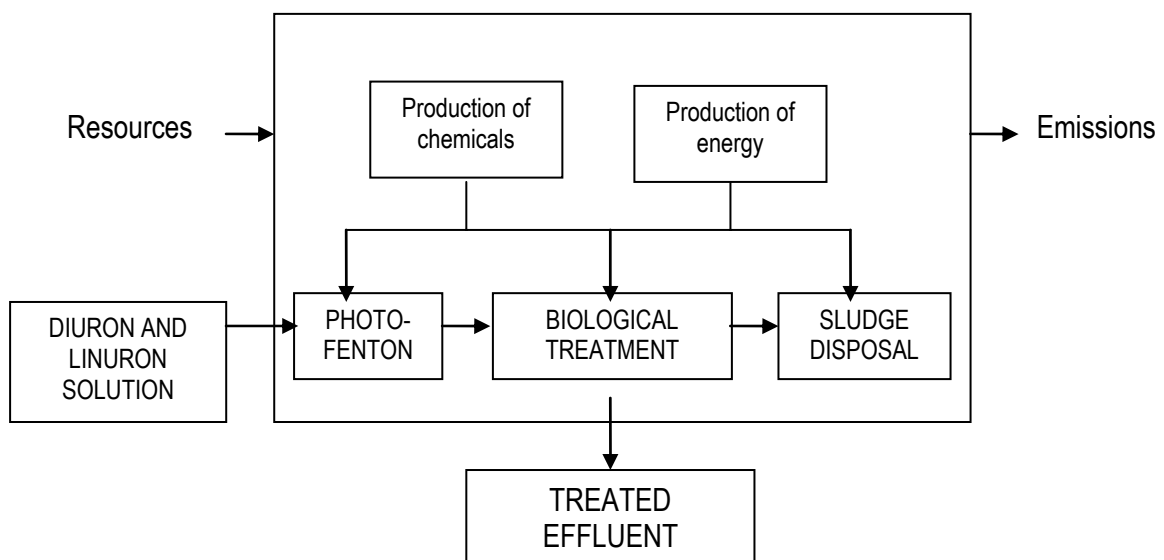 Production of
chemicals
Production of
energy
Resources
Emissions
DIURON AND
LINURON
SOLUTION
PHOTO-
FENTON
BIOLOGICAL
TREATMENT
SLUDGE
DISPOSAL
TREATED
EFFLUENT